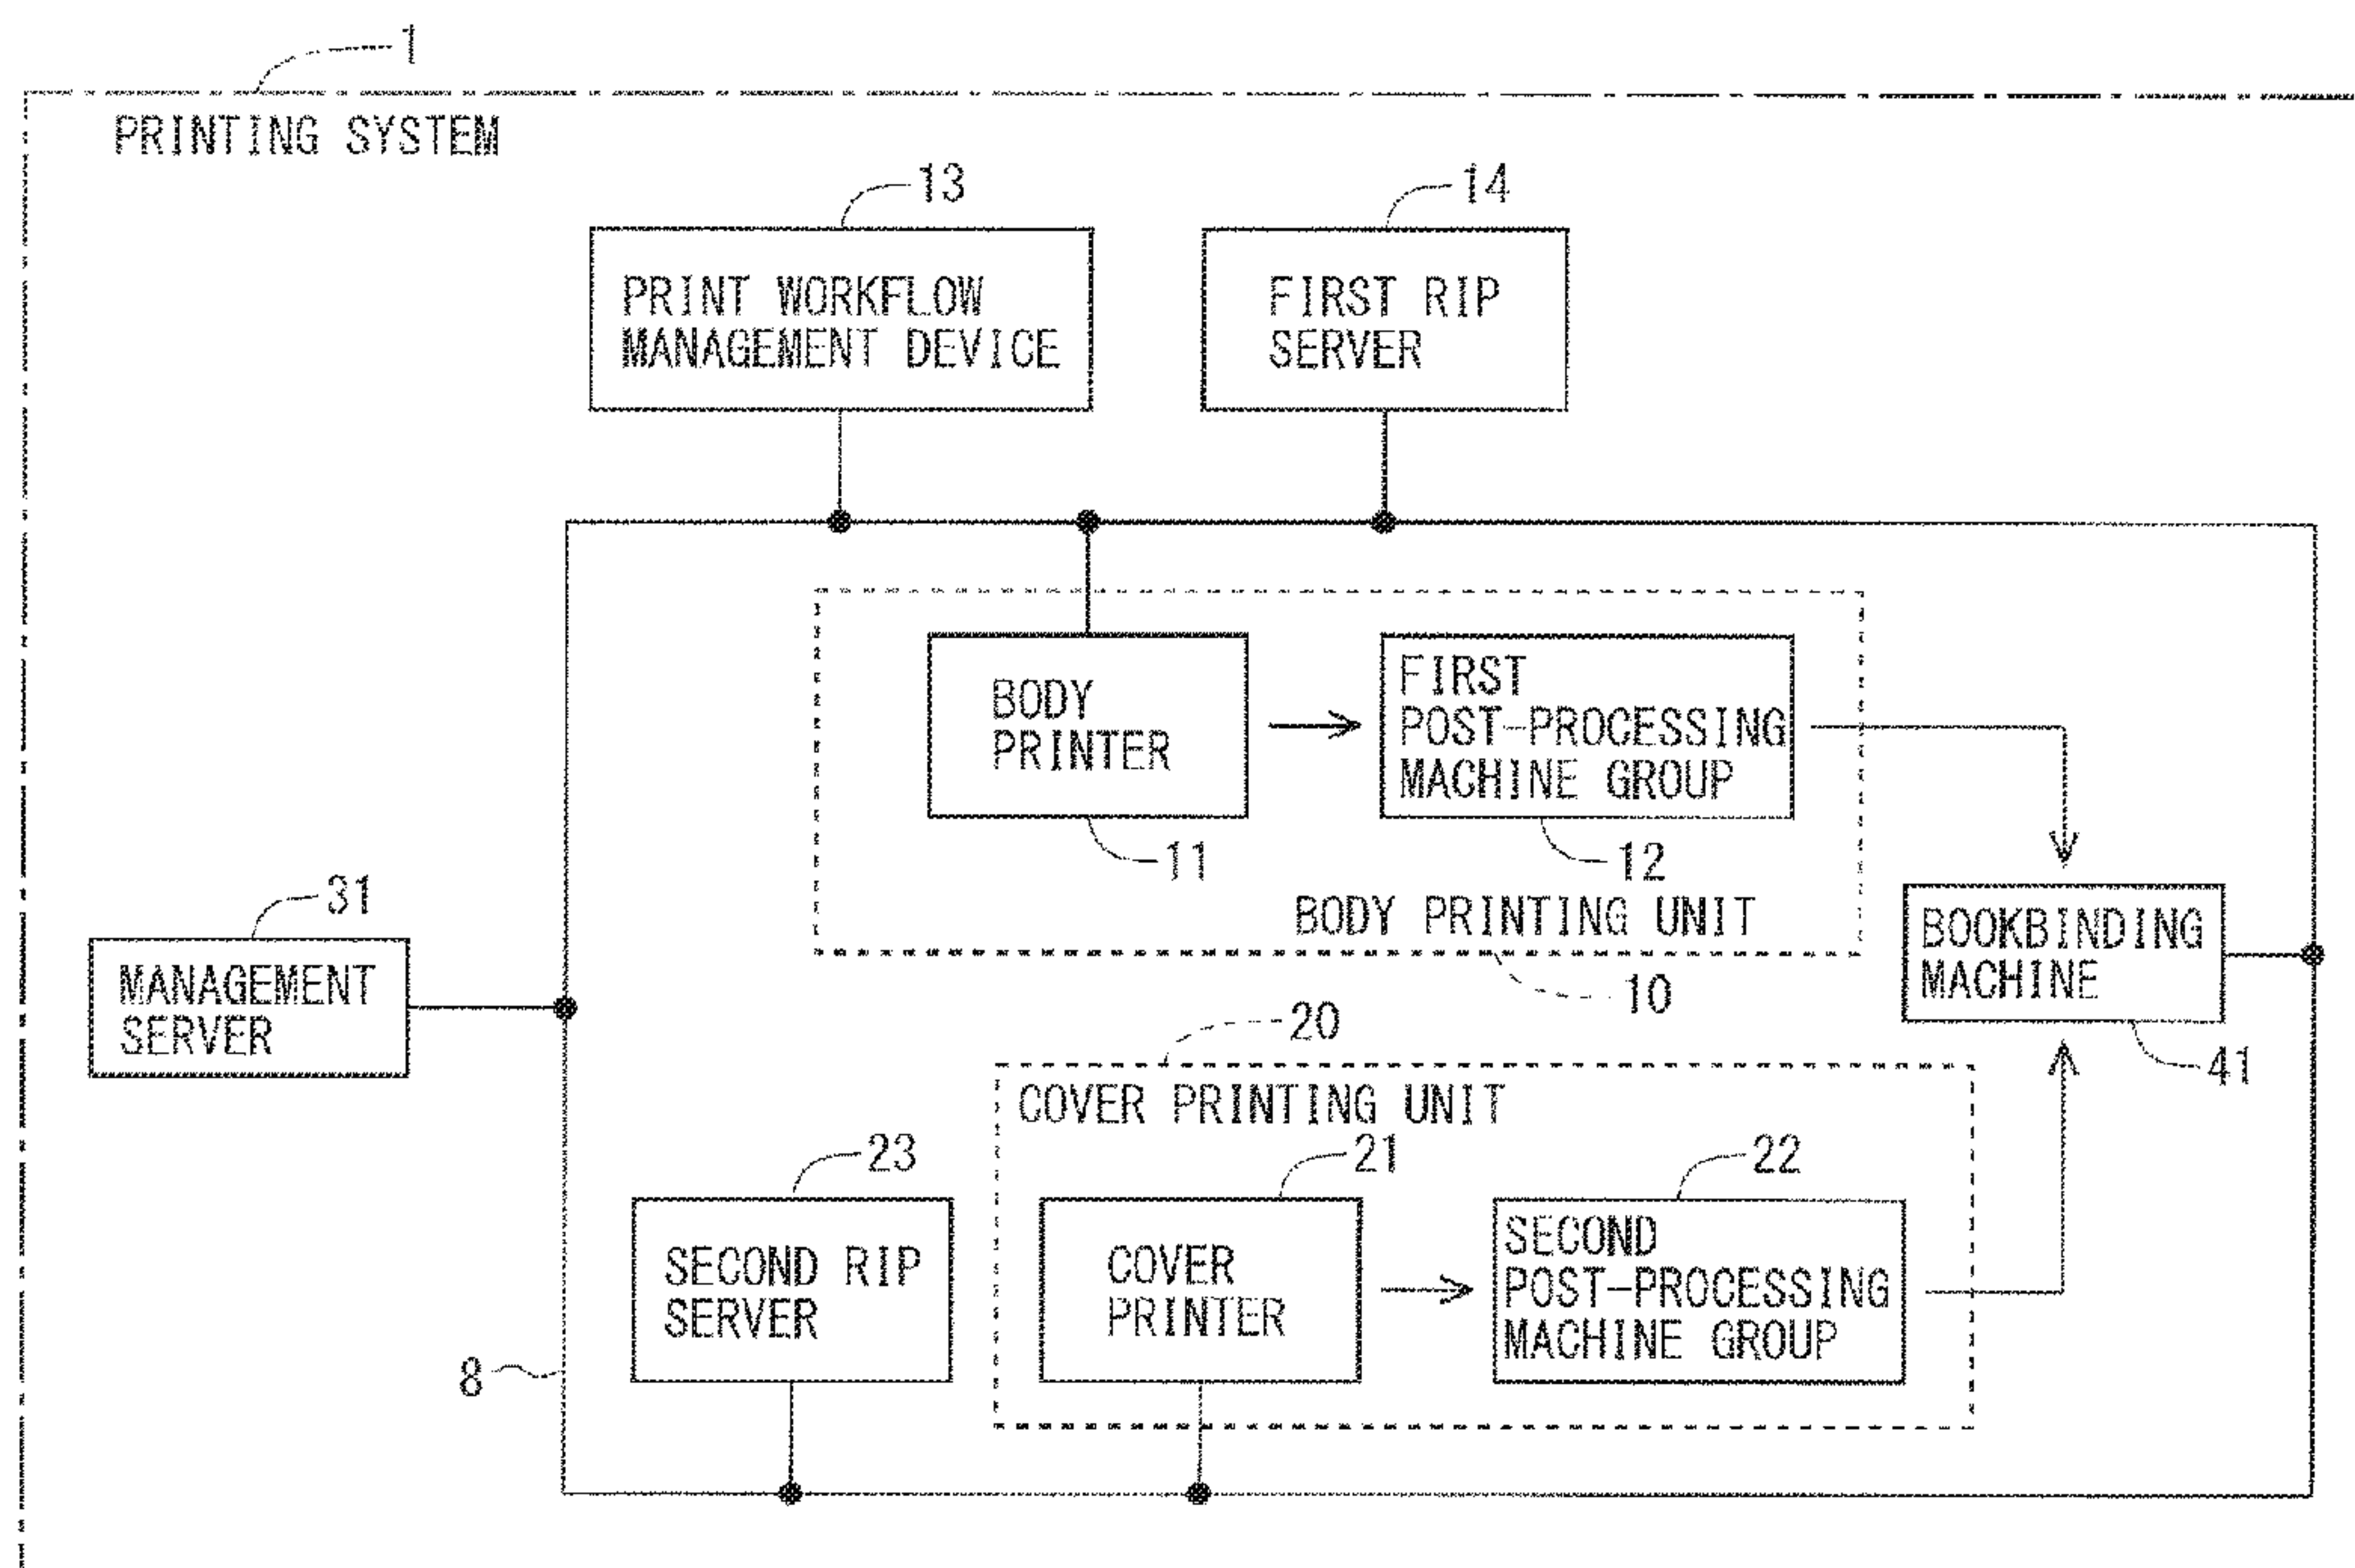 1
PRINTING SYSTEM
13
14
PRINT WORKFLOW
MANAGEMENT DEVICE
FIRST RIP
SERVER
BODY
PRINTER
FIRST
POST-PROCESSING
MACHINE GROUP
11
12
BODY PRINTING UNIT
10
31
MANAGEMENT
SERVER
BOOKBINDING
MACHINE
41
20
COVER PRINTING UNIT
23
21
22
SECOND RIP
SERVER
COVER
PRINTER
SECOND
POST-PROCESSING
MACHINE GROUP
8